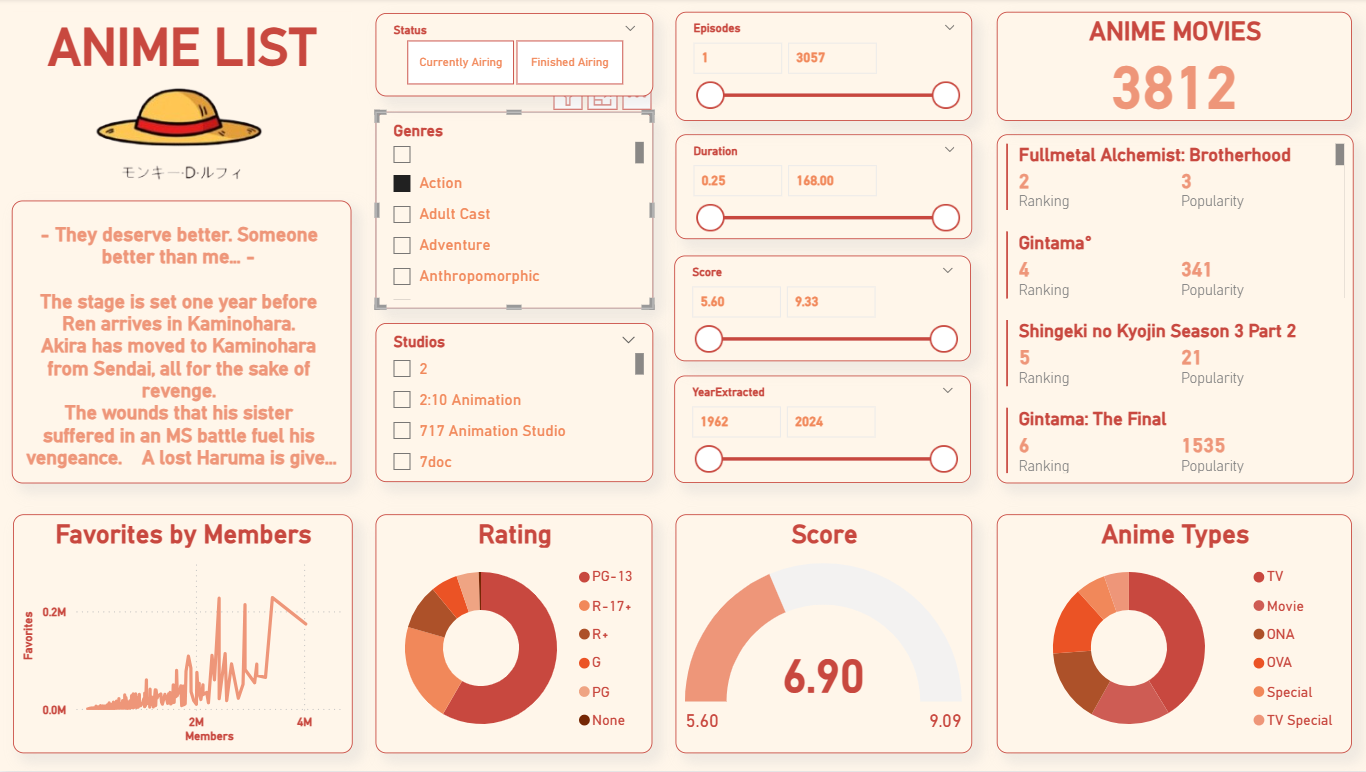 ANIME LIST
モンキー・D・ルフィ
- They deserve better. Someone
better than me... -
The stage is set one year before
Ren arrives in Kaminohara.
Akira has moved to Kaminohara
from Sendai, all for the sake of
revenge.
The wounds that his sister
suffered in an MS battle fuel his
vengeance. A lost Haruma is give...
Status
Currently Airing
Finished Airing
Genres
Action
Adult Cast
Adventure
Anthropomorphic
Studios
2
2:10 Animation
717 Animation Studio
7doc
Episodes
1
3057
Duration
0.25
168.00
Score
5.60
9.33
YearExtracted
1962
2024
ANIME MOVIES
3812
Fullmetal Alchemist: Brotherhood
2
3
Ranking
Popularity
Gintama°
4
341
Ranking
Popularity
Shingeki no Kyojin Season 3 Part 2
5
21
Ranking
Popularity
Gintama: The Final
6
1535
Ranking
Popularity
Favorites by Members
Favorites
0.2M
0.0M
2M
4M
Members
Rating
PG-13
R-17+
R+
G
PG
None
Score
6.90
5.60
9.09
Anime Types
TV
Movie
ONA
OVA
Special
TV Special